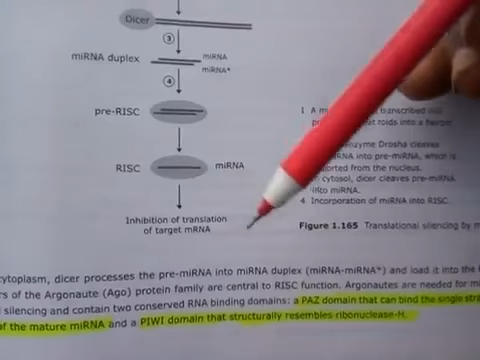 Dicer
3
miRNA duplex
miRNA
miRNA*
4
pre-RISC
RISC
miRNA
Inhibition of translation
of target mRNA
1 A transcribed
into a
enzyme Drosha cleaves
into pre-miRNA, which is
from the nucleus.
cytosol, dicer cleaves pre-miRNA
into miRNA.
4 Incorporation of miRNA into RISC.
Figure 1.165 Translational silencing by
cytoplasm, dicer processes the pre-miRNA into miRNA duplex (miRNA-miRNA*) and load it into the
of the Argonaute (Ago) protein family are central to RISC function. Argonautes are needed for
silencing and contain two conserved RNA binding domains: a PAZ domain that can bind the single
of the mature miRNA and a PIWI domain that structurally resembles ribonuclease-H.